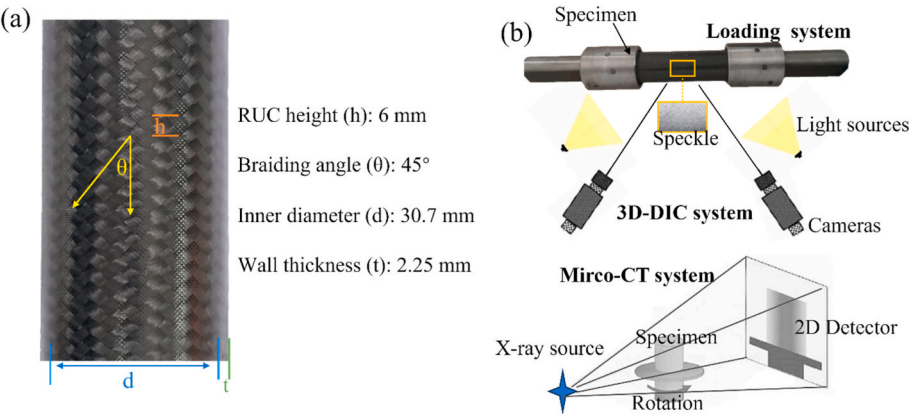 (a)
h
θ
d
t
RUC height (h): 6 mm
Braiding angle (θ): 45°
Inner diameter (d): 30.7 mm
Wall thickness (t): 2.25 mm
(b)
Specimen
Loading system
Speckle
Light sources
3D-DIC system
Cameras
Mirco-CT system
2D Detector
Specimen
X-ray source
Rotation